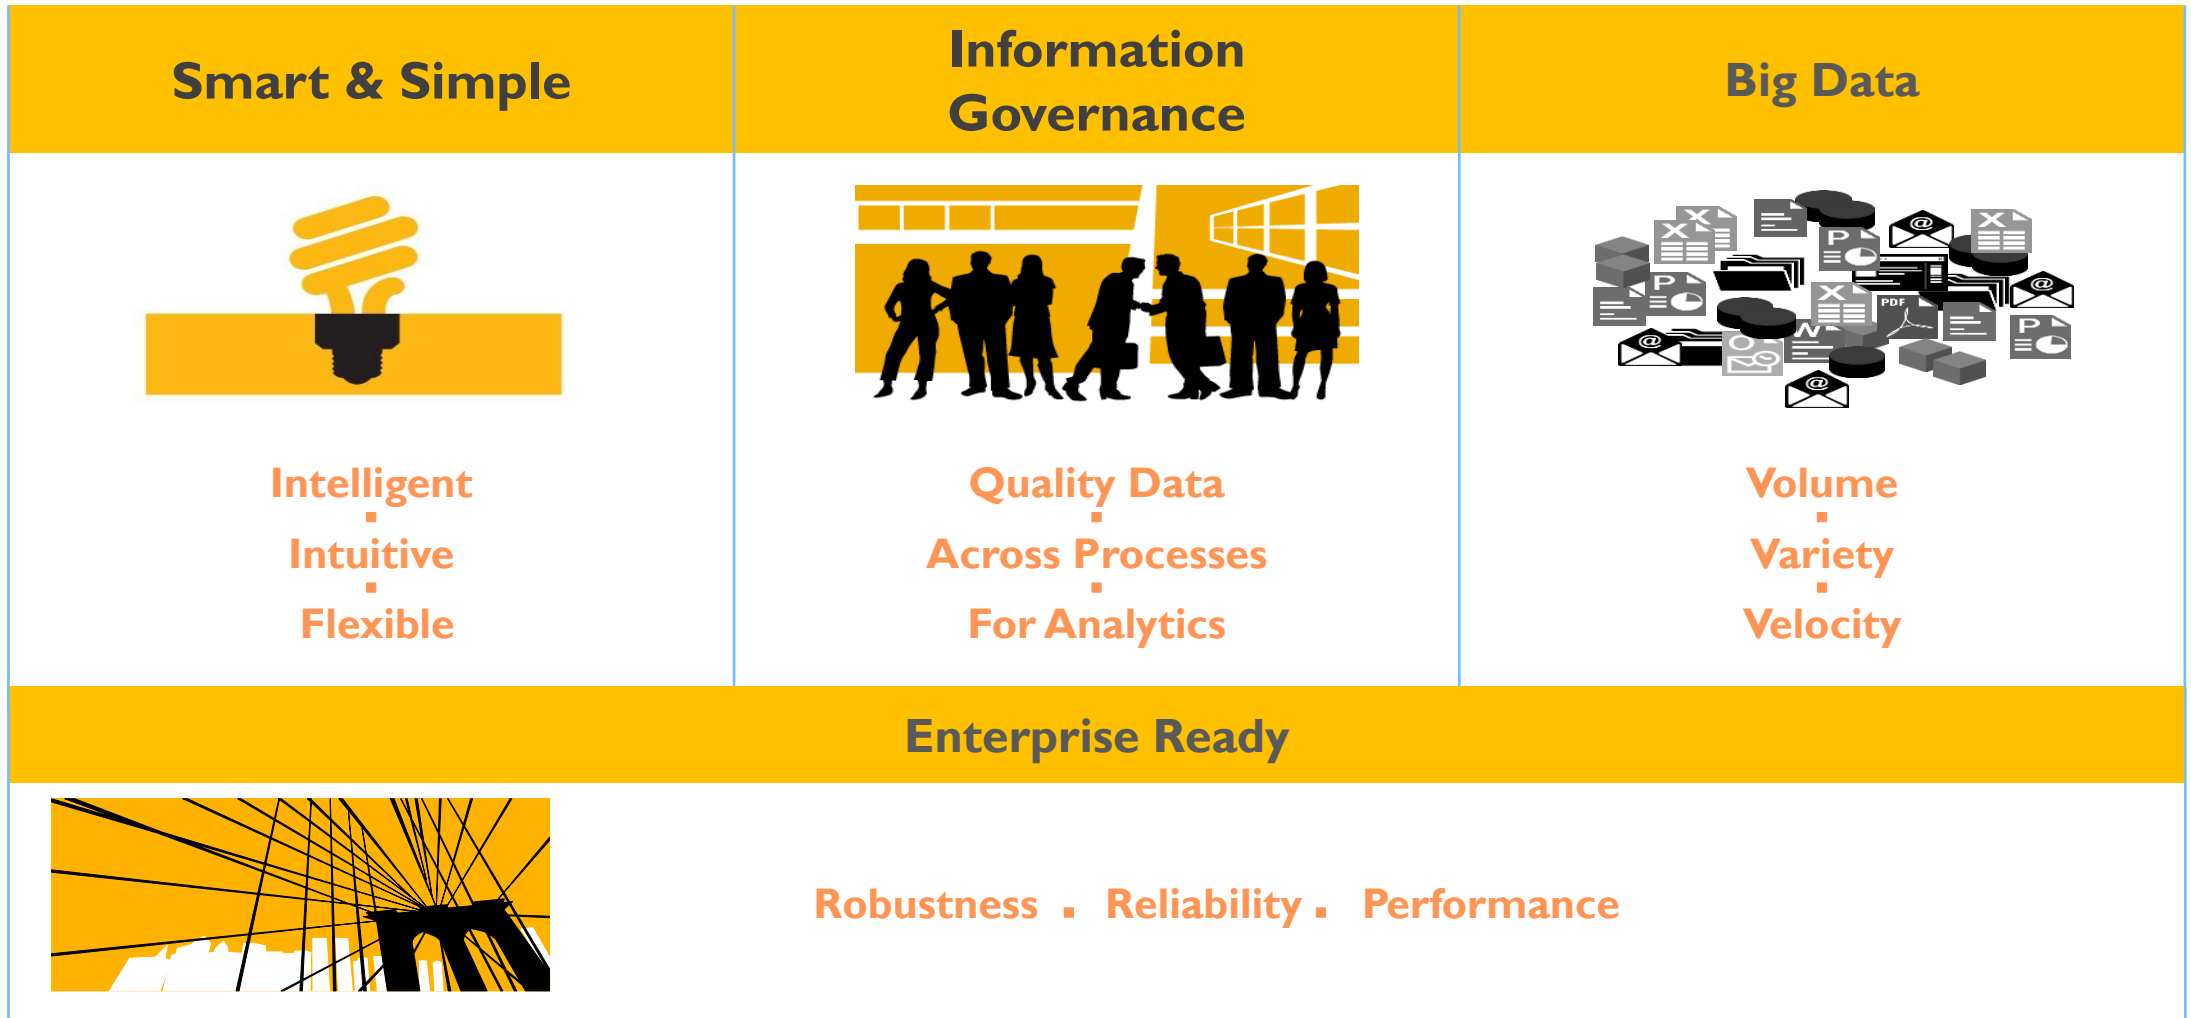 Smart & Simple
Information
Governance
Big Data
Intelligent
▪
Intuitive
▪
Flexible
Quality Data
▪
Across Processes
▪
For Analytics
X
X
P
@
X
P
X
PDF
@
P
@
W
O
@
Volume
▪
Variety
▪
Velocity
Enterprise Ready
Robustness ▪ Reliability ▪ Performance